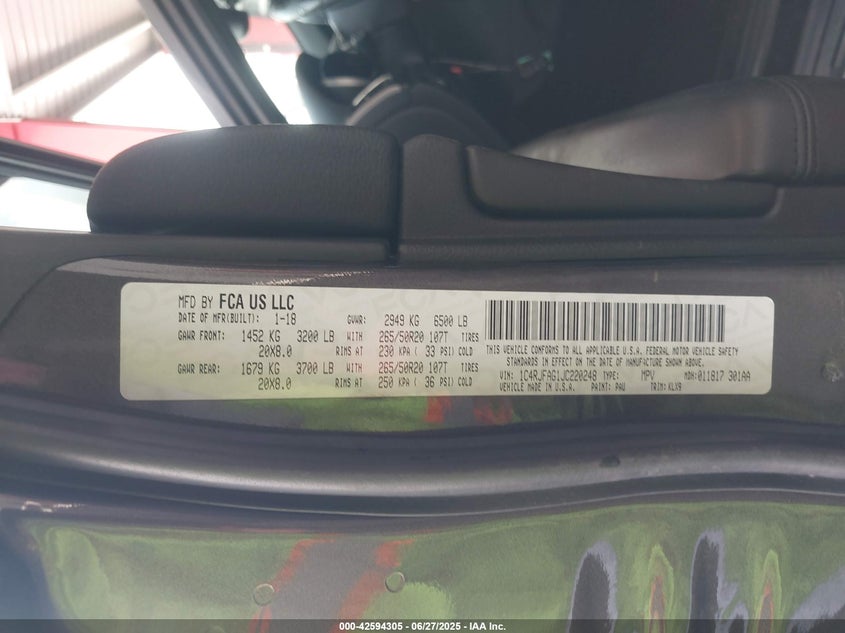 MFD BY FCA US LLC
DATE OF MFR(BUILT): 1-18 GVWR: 2949 KG 6500 LB
GAWR FRONT: 1452 KG 3200 LB WITH 265/50R20 107T TIRES
20X8.0 RIMS AT 230 KPA ( 33 PSI) COLD
GAWR REAR: 1679 KG 3700 LB WITH 265/50R20 107T TIRES
20X8.0 RIMS AT 250 KPA ( 36 PSI) COLD
THIS VEHICLE CONFORMS TO ALL APPLICABLE U.S.A. FEDERAL MOTOR VEHICLE SAFETY
STANDARDS IN EFFECT ON THE DATE OF MANUFACTURE SHOWN ABOVE.
VIN: 1C4RJFAG1JC220248 TYPE: MPV MDH:011817 301AA
VEHICLE MADE IN U.S.A. PAINT: PAU TRIM: KLX9
000-42594305 | 06/27/2025 | IAA Inc.